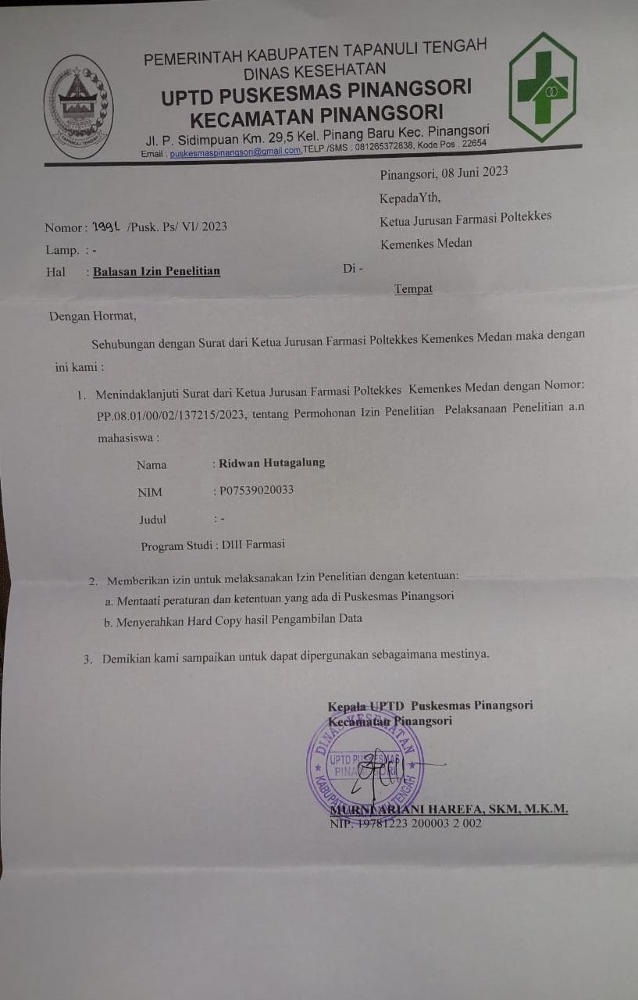 PEMERINTAH KABUPATEN TAPANULI TENGAH
DINAS KESEHATAN
UPTD PUSKESMAS PINANGSORI
KECAMATAN PINANGSORI
Jl. P. Sidimpuan Km. 29,5 Kel. Pinang Baru Kec. Pinangsori
Email : puskesmaspinangsori@gmail.com,TELP./SMS : 081265372838, Kode Pos : 22654
TAPANULI TENGAH
Pinangsori, 08 Juni 2023
KepadaYth,
Ketua Jurusan Farmasi Poltekkes
Kemenkes Medan
Di -
Tempat
Nomor : /Pusk. Ps/ VI/ 2023
Lamp. : -
Hal : Balasan Izin Penelitian
Dengan Hormat,
Sehubungan dengan Surat dari Ketua Jurusan Farmasi Poltekkes Kemenkes Medan maka dengan
ini kami :
1. Menindaklanjuti Surat dari Ketua Jurusan Farmasi Poltekkes Kemenkes Medan dengan Nomor:
PP.08.01/00/02/137215/2023, tentang Permohonan Izin Penelitian Pelaksanaan Penelitian a.n
mahasiswa :
Nama : Ridwan Hutagalung
NIM : P07539020033
Judul : -
Program Studi : DIII Farmasi
2. Memberikan izin untuk melaksanakan Izin Penelitian dengan ketentuan:
a. Mentaati peraturan dan ketentuan yang ada di Puskesmas Pinangsori
b. Menyerahkan Hard Copy hasil Pengambilan Data
3. Demikian kami sampaikan untuk dapat dipergunakan sebagaimana mestinya.
Kepala UPTD Puskesmas Pinangsori
Kecamatan Pinangsori
DINAS KESEHATAN
UPTD PUSKESMAS
PINANGSORI
KABUPATEN TAPANULI TENGAH
MURNI ARIANI HAREFA, SKM, M.K.M.
NIP. 19781223 200003 2 002